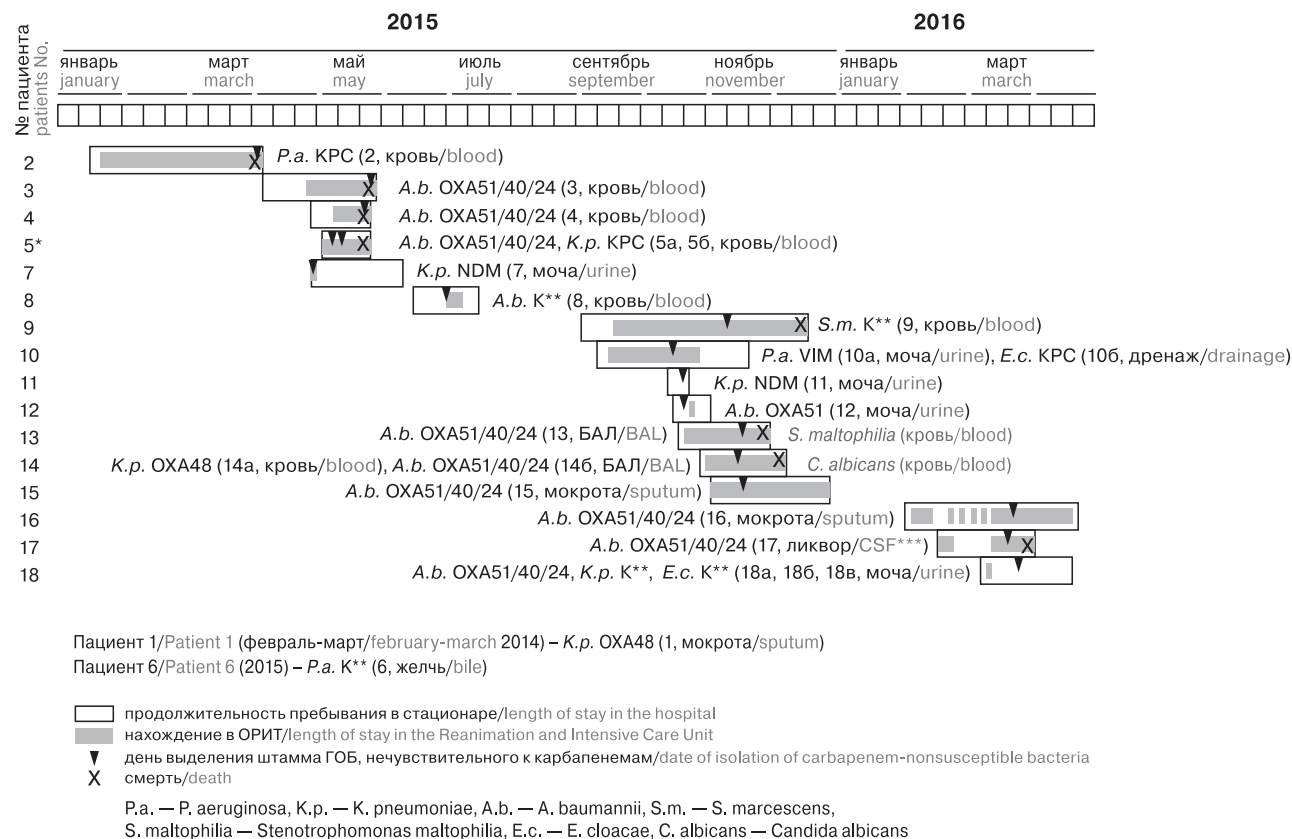 2015 2016
январь март май июль сентябрь ноябрь январь март
january march may july september november january march
№ пациента
patients No.
2 P.a. KPC (2, кровь/blood)
3 A.b. OXA51/40/24 (3, кровь/blood)
4 A.b. OXA51/40/24 (4, кровь/blood)
5* A.b. OXA51/40/24, K.p. KPC (5а, 5б, кровь/blood)
7 K.p. NDM (7, моча/urine)
8 A.b. K** (8, кровь/blood)
9 S.m. K** (9, кровь/blood)
10 P.a. VIM (10а, моча/urine), E.c. KPC (10б, дренаж/drainage)
11 K.p. NDM (11, моча/urine)
12 A.b. OXA51 (12, моча/urine)
13 A.b. OXA51/40/24 (13, БАЛ/BAL) S. maltophilia (кровь/blood)
14 K.p. OXA48 (14а, кровь/blood), A.b. OXA51/40/24 (14б, БАЛ/BAL) C. albicans (кровь/blood)
15 A.b. OXA51/40/24 (15, мокрота/sputum)
16 A.b. OXA51/40/24 (16, мокрота/sputum)
17 A.b. OXA51/40/24 (17, ликвор/CSF***)
18 A.b. OXA51/40/24, K.p. K**, E.c. K** (18а, 18б, 18в, моча/urine)
Пациент 1/Patient 1 (февраль-март/february-march 2014) – K.p. OXA48 (1, мокрота/sputum)
Пациент 6/Patient 6 (2015) – P.a. K** (6, желчь/bile)
продолжительность пребывания в стационаре/length of stay in the hospital
нахождение в ОРИТ/length of stay in the Reanimation and Intensive Care Unit
день выделения штамма ГОБ, нечувствительного к карбапенемам/date of isolation of carbapenem-nonsusceptible bacteria
X смерть/death
P.a. — P. aeruginosa, K.p. — K. pneumoniae, A.b. — A. baumannii, S.m. — S. marcescens,
S. maltophilia — Stenotrophomonas maltophilia, E.c. — E. cloacae, C. albicans — Candida albicans